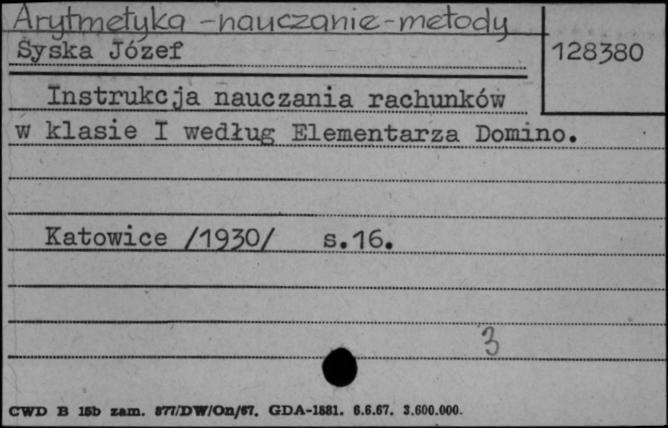 Arytmetyka - nauczanie - metody
Syska Józef
128380
Instrukcja nauczania rachunków
w klasie I według Elementarza Domino.
Katowice /1930/ s.16.
3
CWD B 15b zam. 877/DW/On/67. GDA-1881. 6.6.67. 3.600.000.